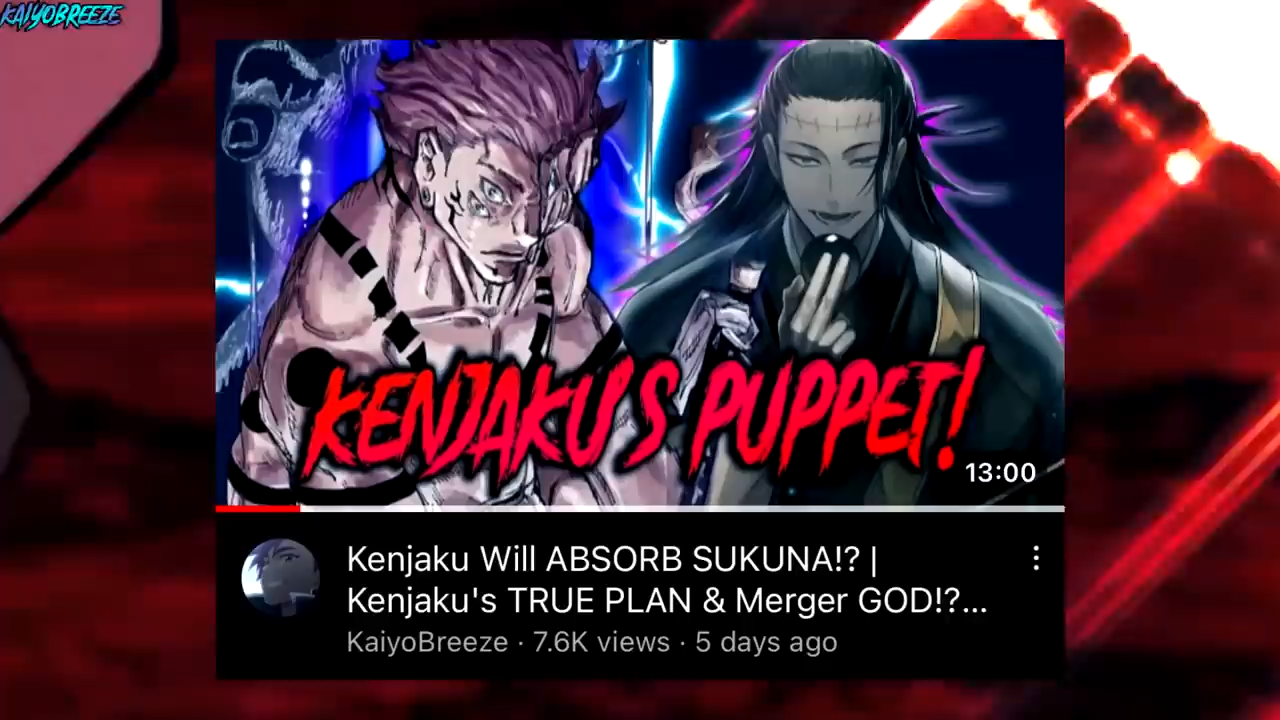 KAIYOBREEZE
KENJAKU'S PUPPET!
13:00
Kenjaku Will ABSORB SUKUNA!? |
Kenjaku's TRUE PLAN & Merger GOD!?...
KaiyoBreeze · 7.6K views · 5 days ago